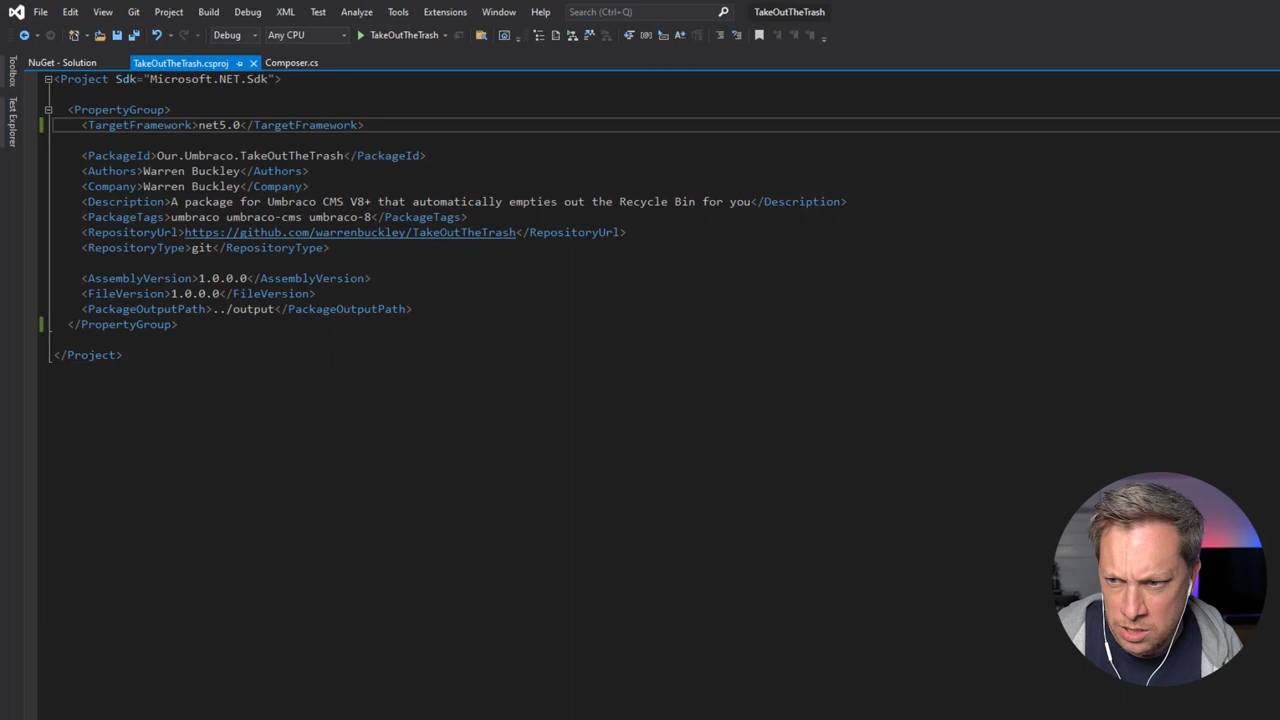 File Edit View Git Project Build Debug XML Test Analyze Tools Extensions Window Help Search (Ctrl+Q) TakeOutTheTrash
Debug Any CPU TakeOutTheTrash
NuGet - Solution TakeOutTheTrash.csproj Composer.cs
Toolbox
Test Explorer
<Project Sdk="Microsoft.NET.Sdk">
<PropertyGroup>
<TargetFramework>net5.0</TargetFramework>
<PackageId>Our.Umbraco.TakeOutTheTrash</PackageId>
<Authors>Warren Buckley</Authors>
<Company>Warren Buckley</Company>
<Description>A package for Umbraco CMS V8+ that automatically empties out the Recycle Bin for you</Description>
<PackageTags>umbraco umbraco-cms umbraco-8</PackageTags>
<RepositoryUrl>https://github.com/warrenbuckley/TakeOutTheTrash</RepositoryUrl>
<RepositoryType>git</RepositoryType>
<AssemblyVersion>1.0.0.0</AssemblyVersion>
<FileVersion>1.0.0.0</FileVersion>
<PackageOutputPath>../output</PackageOutputPath>
</PropertyGroup>
</Project>